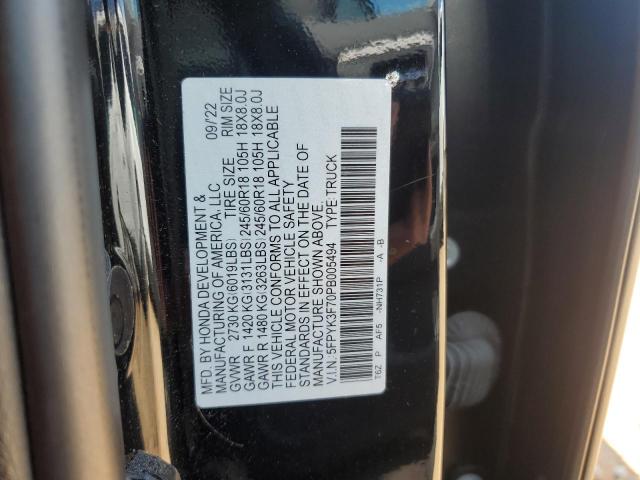 MFD. BY HONDA DEVELOPMENT &
MANUFACTURING OF AMERICA, LLC 09/'22
GVWR 2730 KG(6019LBS) TIRE SIZE RIM SIZE
GAWR F 1420 KG(3131LBS) 245/60R18 105H 18X8.0J
GAWR R 1480 KG(3263LBS) 245/60R18 105H 18X8.0J
THIS VEHICLE CONFORMS TO ALL APPLICABLE
FEDERAL MOTOR VEHICLE SAFETY
STANDARDS IN EFFECT ON THE DATE OF
MANUFACTURE SHOWN ABOVE.
V.I.N.: 5FPYK3F70PB005494 TYPE:TRUCK
T6Z P AF5 -NH731P -A -B